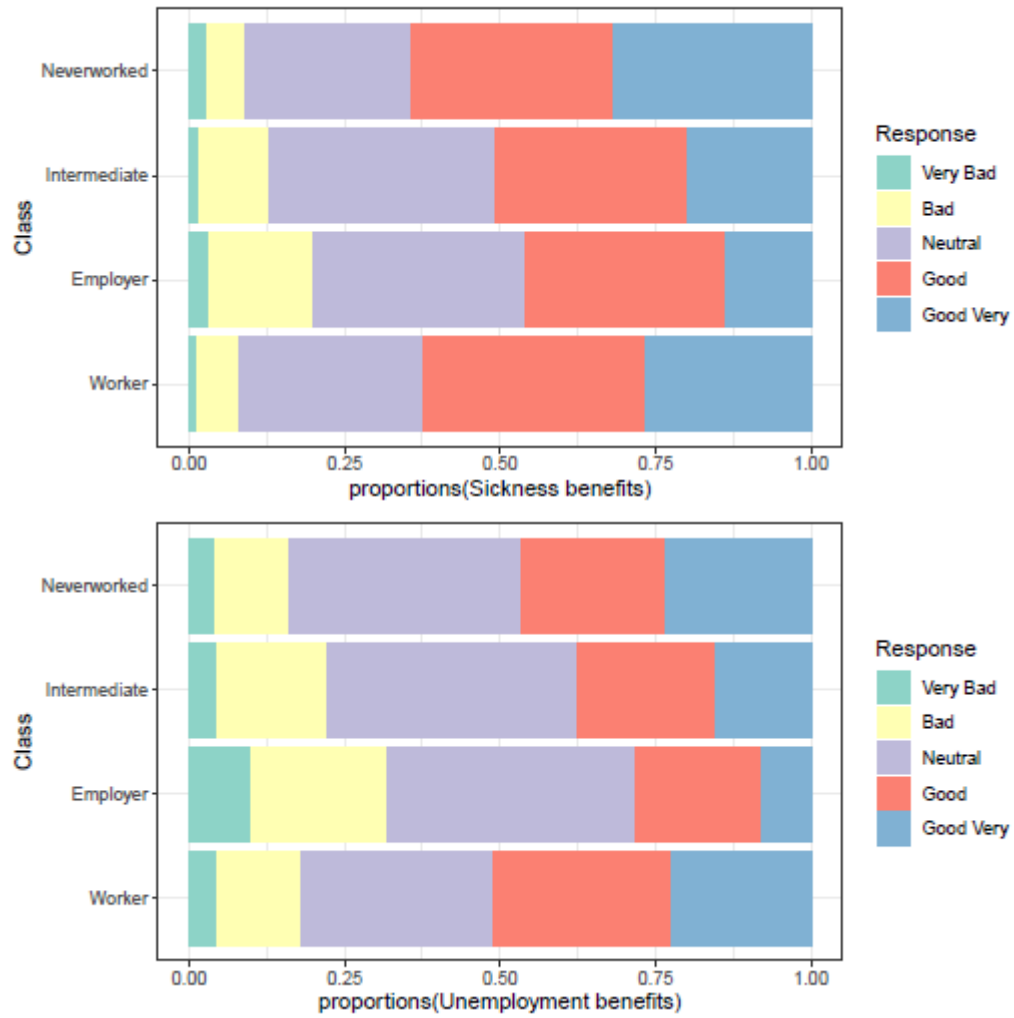 Neverworked
Intermediate
Employer
Worker
Class
0.00 0.25 0.50 0.75 1.00
proportions(Sickness benefits)
Response
Very Bad
Bad
Neutral
Good
Good Very
Neverworked
Intermediate
Employer
Worker
Class
0.00 0.25 0.50 0.75 1.00
proportions(Unemployment benefits)
Response
Very Bad
Bad
Neutral
Good
Good Very